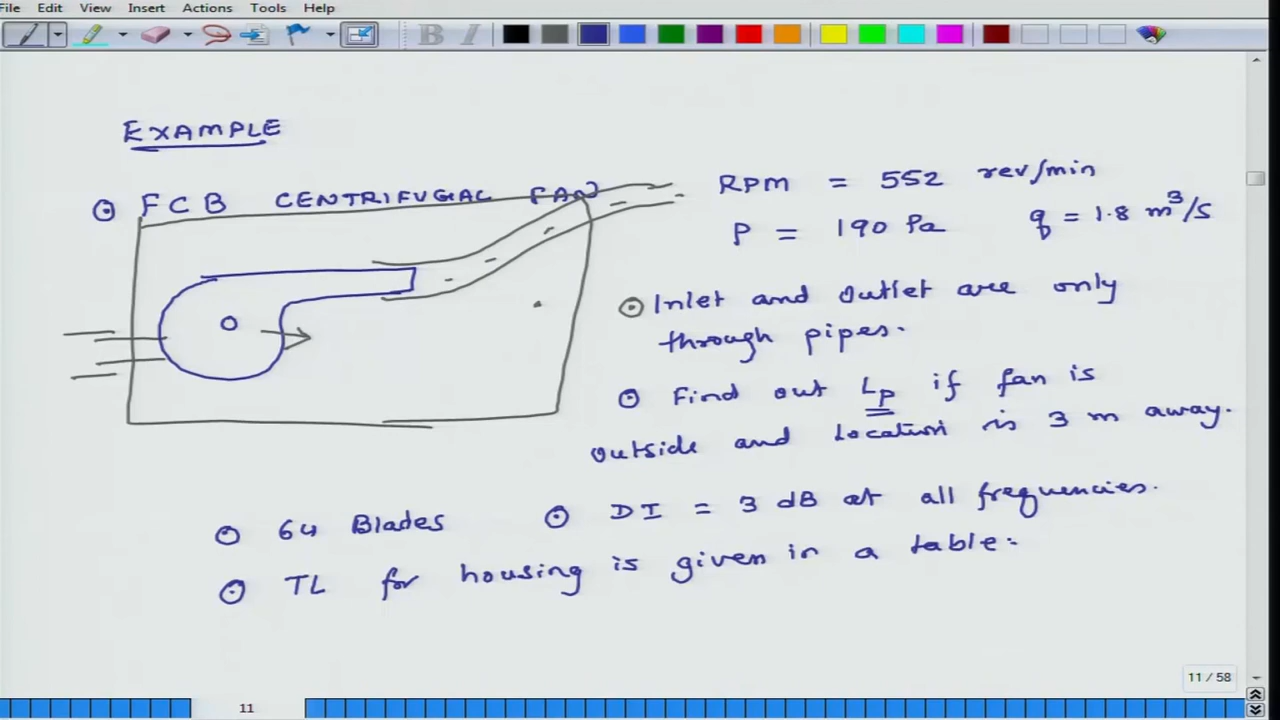 File Edit View Insert Actions Tools Help
B I
EXAMPLE
FCB CENTRIFUGAL FAN
RPM = 552 rev/min
P = 190 Pa q = 1.8 m³/s
Inlet and outlet are only
through pipes.
Find out Lp if fan is
outside and location is 3 m away.
64 Blades DI = 3 dB at all frequencies.
TL for housing is given in a table.
11 / 58
11